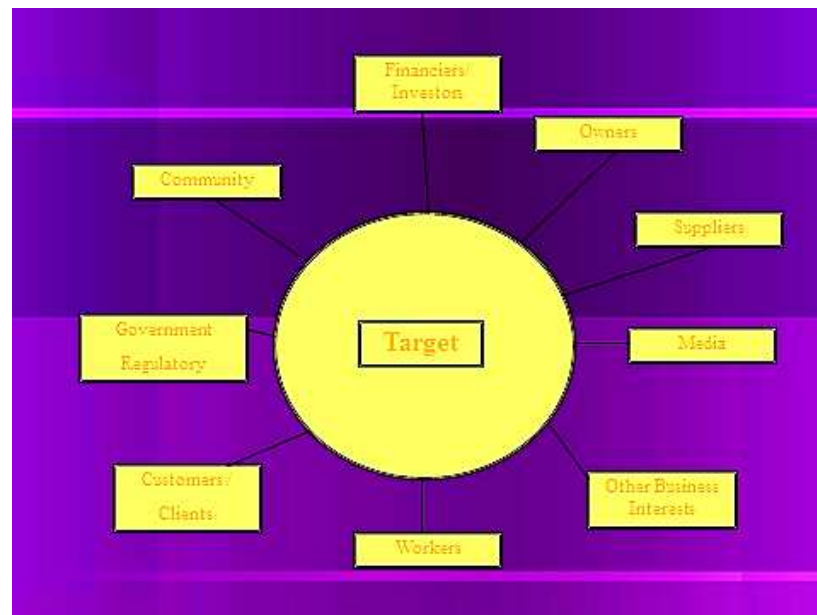 Financiers/
Investors
Owners
Community
Suppliers
Government
Regulatory
Target
Media
Customers/
Clients
Other Business
Interests
Workers